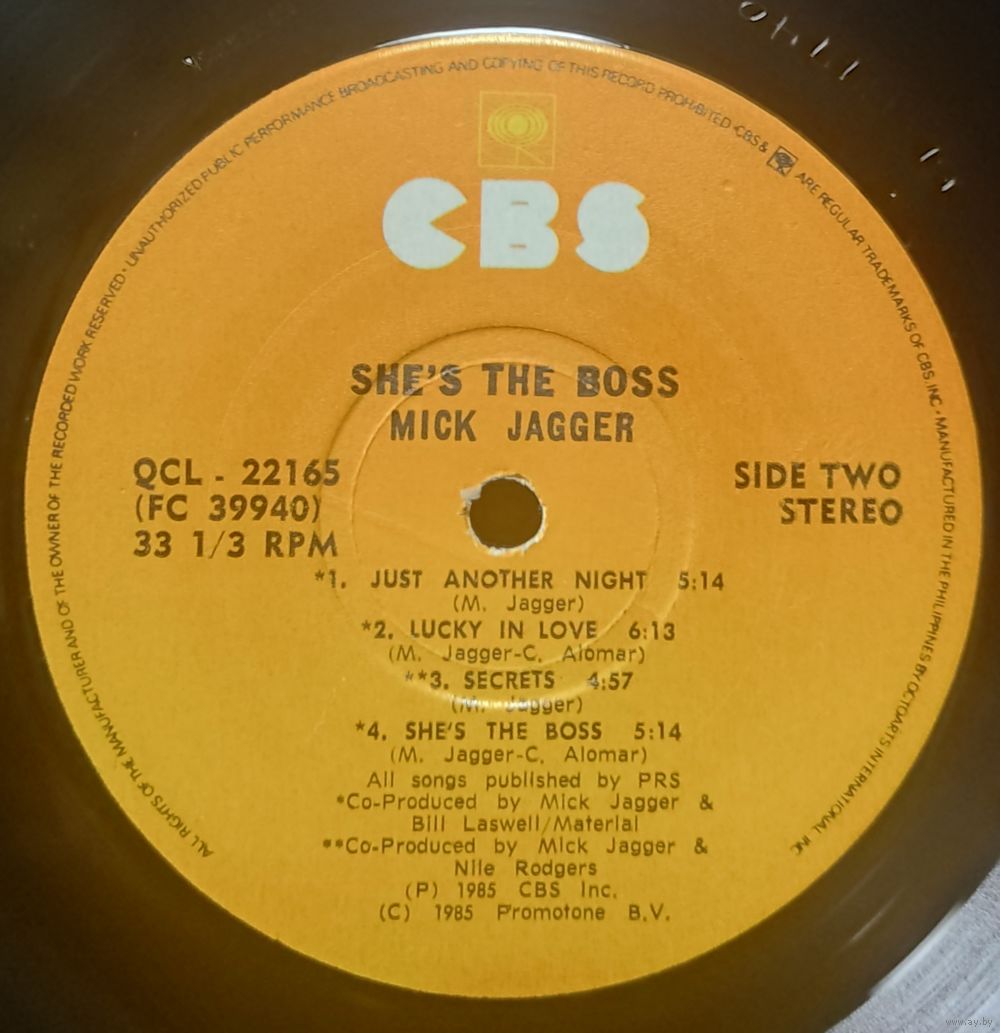 ALL RIGHTS OF THE MANUFACTURER AND OF THE OWNER OF THE RECORDED WORK RESERVED • UNAUTHORIZED PUBLIC PERFORMANCE BROADCASTING AND COPYING OF THIS RECORD PROHIBITED • CBS & ARE REGULAR TRADEMARKS OF CBS. INC • MANUFACTURED IN THE PHILIPPINES BY OCTOARTS INTERNATIONAL INC
CBS
SHE'S THE BOSS
MICK JAGGER
QCL - 22165
(FC 39940)
33 1/3 RPM
SIDE TWO
STEREO
*1. JUST ANOTHER NIGHT 5:14
(M. Jagger)
*2. LUCKY IN LOVE 6:13
(M. Jagger-C. Alomar)
**3. SECRETS 4:57
(M. Jagger)
*4. SHE'S THE BOSS 5:14
(M. Jagger-C. Alomar)
All songs published by PRS
*Co-Produced by Mick Jagger &
Bill Laswell/Material
**Co-Produced by Mick Jagger &
Nile Rodgers
(P) 1985 CBS Inc.
(C) 1985 Promotone B.V.
www.ay.by